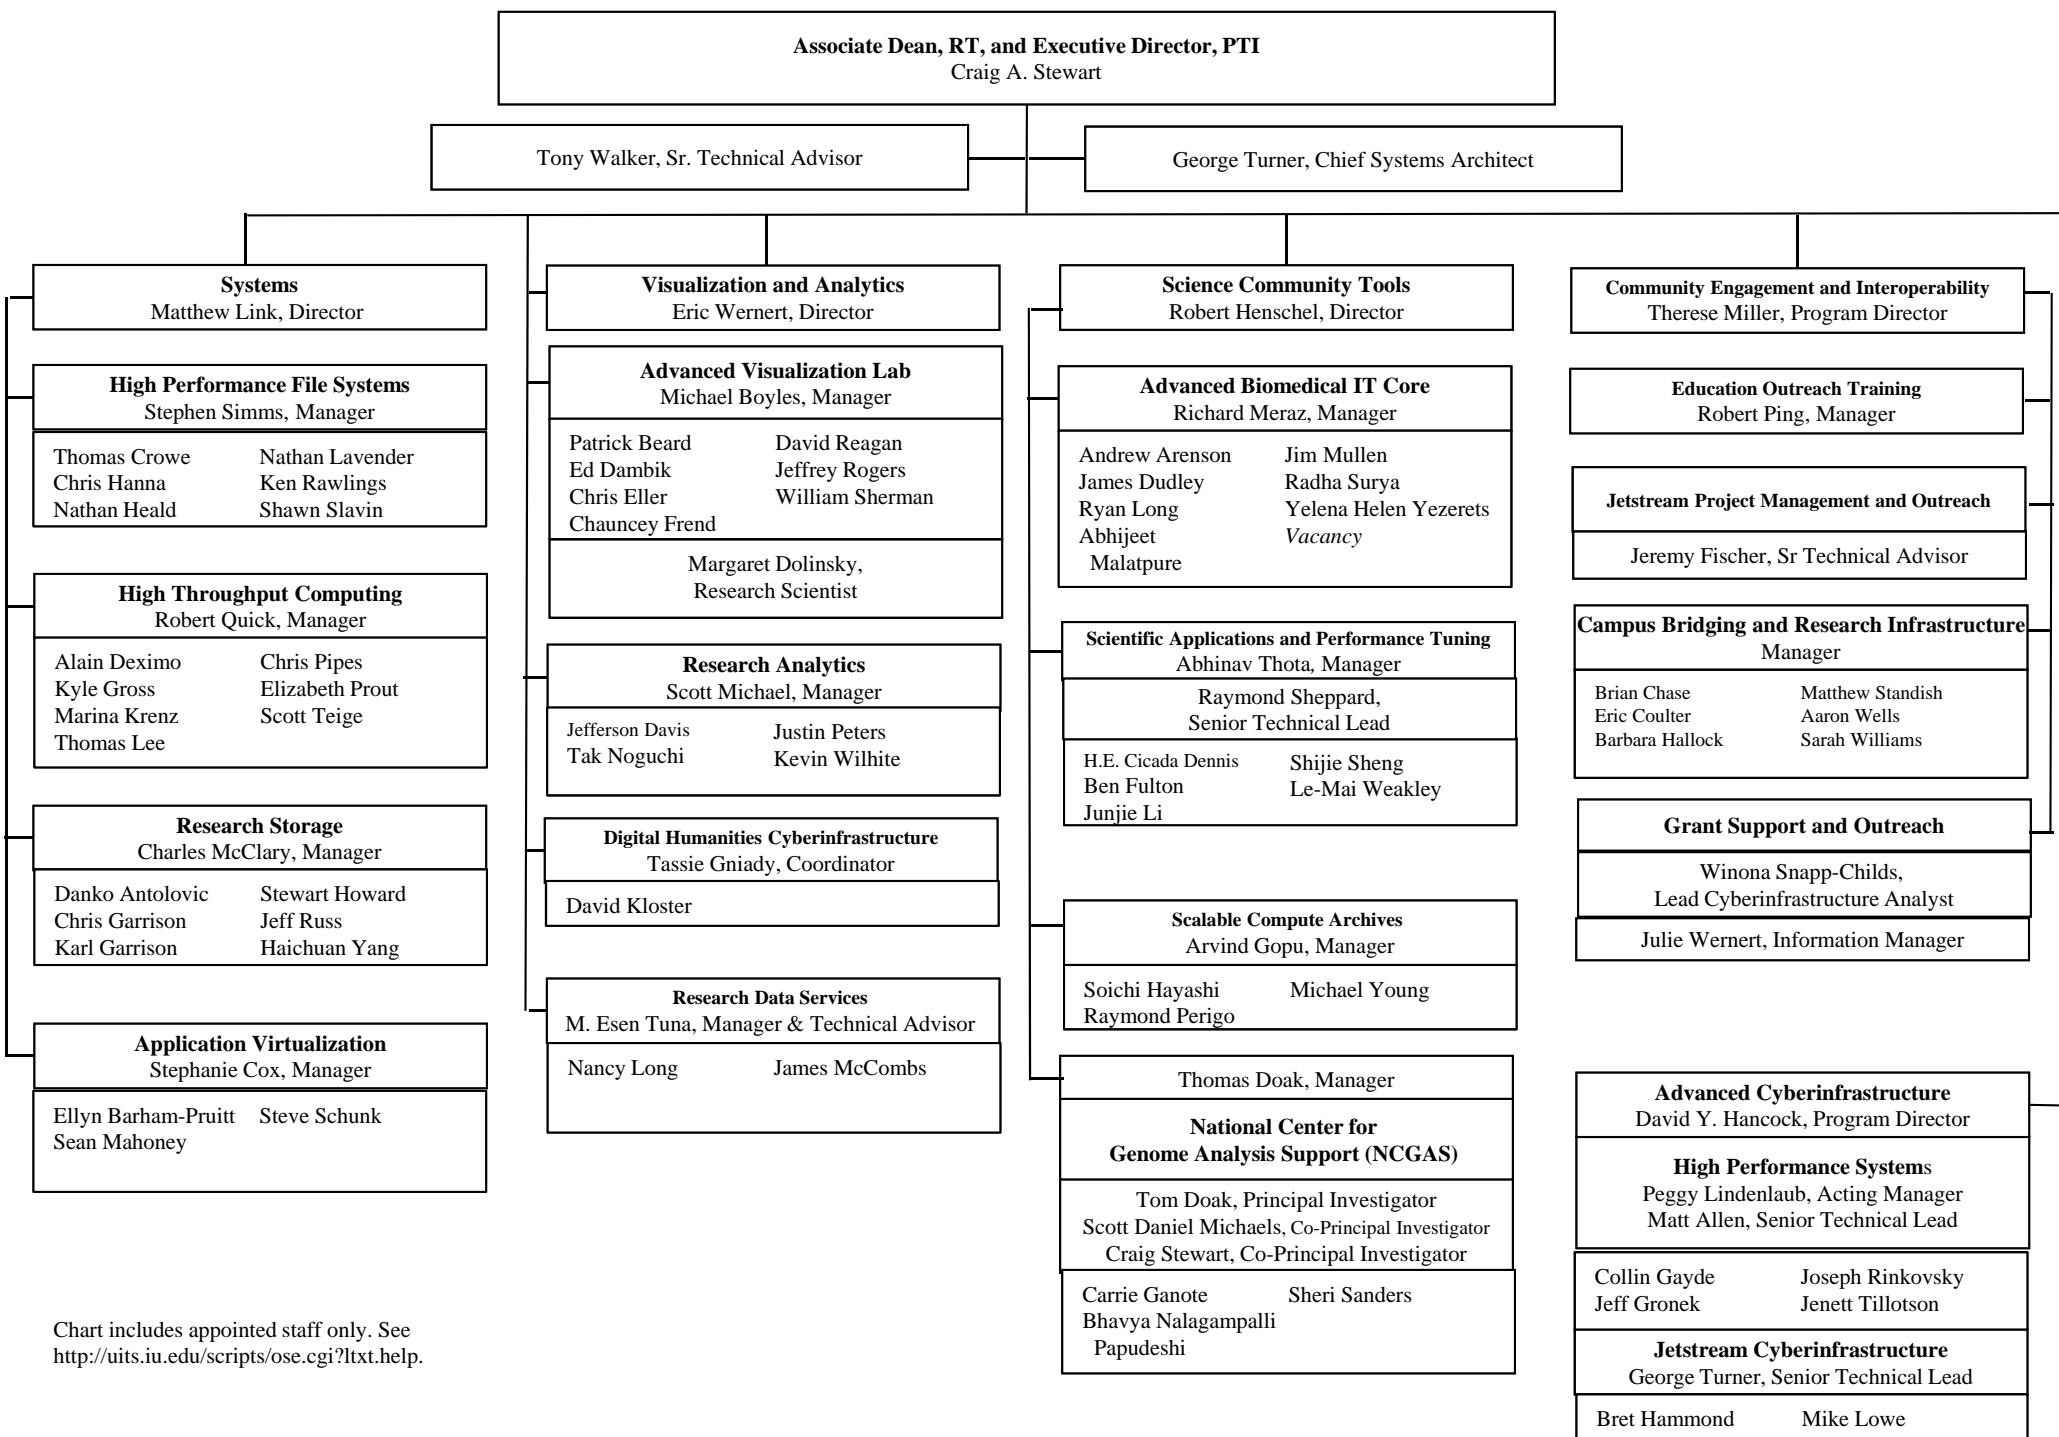 Associate Dean, RT, and Executive Director, PTI
Craig A. Stewart
Tony Walker, Sr. Technical Advisor
George Turner, Chief Systems Architect
Systems
Matthew Link, Director
High Performance File Systems
Stephen Simms, Manager
Thomas Crowe
Chris Hanna
Nathan Heald
Nathan Lavender
Ken Rawlings
Shawn Slavin
High Throughput Computing
Robert Quick, Manager
Alain Deximo
Kyle Gross
Marina Krenz
Thomas Lee
Chris Pipes
Elizabeth Prout
Scott Teige
Research Storage
Charles McClary, Manager
Danko Antolovic
Chris Garrison
Karl Garrison
Stewart Howard
Jeff Russ
Haichuan Yang
Application Virtualization
Stephanie Cox, Manager
Ellyn Barham-Pruitt
Sean Mahoney
Steve Schunk
Chart includes appointed staff only. See
http://uits.iu.edu/scripts/ose.cgi?ltxt.help.
Visualization and Analytics
Eric Wernert, Director
Advanced Visualization Lab
Michael Boyles, Manager
Patrick Beard
Ed Dambik
Chris Eller
Chauncey Frend
David Reagan
Jeffrey Rogers
William Sherman
Margaret Dolinsky,
Research Scientist
Research Analytics
Scott Michael, Manager
Jefferson Davis
Tak Noguchi
Justin Peters
Kevin Wilhite
Digital Humanities Cyberinfrastructure
Tassie Gniady, Coordinator
David Kloster
Research Data Services
M. Esen Tuna, Manager & Technical Advisor
Nancy Long
James McCombs
Science Community Tools
Robert Henschel, Director
Advanced Biomedical IT Core
Richard Meraz, Manager
Andrew Arenson
James Dudley
Ryan Long
Abhijeet
Malatpure
Jim Mullen
Radha Surya
Yelena Helen Yezerets
Vacancy
Scientific Applications and Performance Tuning
Abhinav Thota, Manager
Raymond Sheppard,
Senior Technical Lead
H.E. Cicada Dennis
Ben Fulton
Junjie Li
Shijie Sheng
Le-Mai Weakley
Scalable Compute Archives
Arvind Gopu, Manager
Soichi Hayashi
Raymond Perigo
Michael Young
Thomas Doak, Manager
National Center for
Genome Analysis Support (NCGAS)
Tom Doak, Principal Investigator
Scott Daniel Michaels, Co-Principal Investigator
Craig Stewart, Co-Principal Investigator
Carrie Ganote
Bhavya Nalagampalli
Papudeshi
Sheri Sanders
Community Engagement and Interoperability
Therese Miller, Program Director
Education Outreach Training
Robert Ping, Manager
Jetstream Project Management and Outreach
Jeremy Fischer, Sr Technical Advisor
Campus Bridging and Research Infrastructure
Manager
Brian Chase
Eric Coulter
Barbara Hallock
Matthew Standish
Aaron Wells
Sarah Williams
Grant Support and Outreach
Winona Snapp-Childs,
Lead Cyberinfrastructure Analyst
Julie Wernert, Information Manager
Advanced Cyberinfrastructure
David Y. Hancock, Program Director
High Performance Systems
Peggy Lindenlaub, Acting Manager
Matt Allen, Senior Technical Lead
Collin Gayde
Jeff Gronek
Joseph Rinkovsky
Jenett Tillotson
Jetstream Cyberinfrastructure
George Turner, Senior Technical Lead
Bret Hammond
Mike Lowe